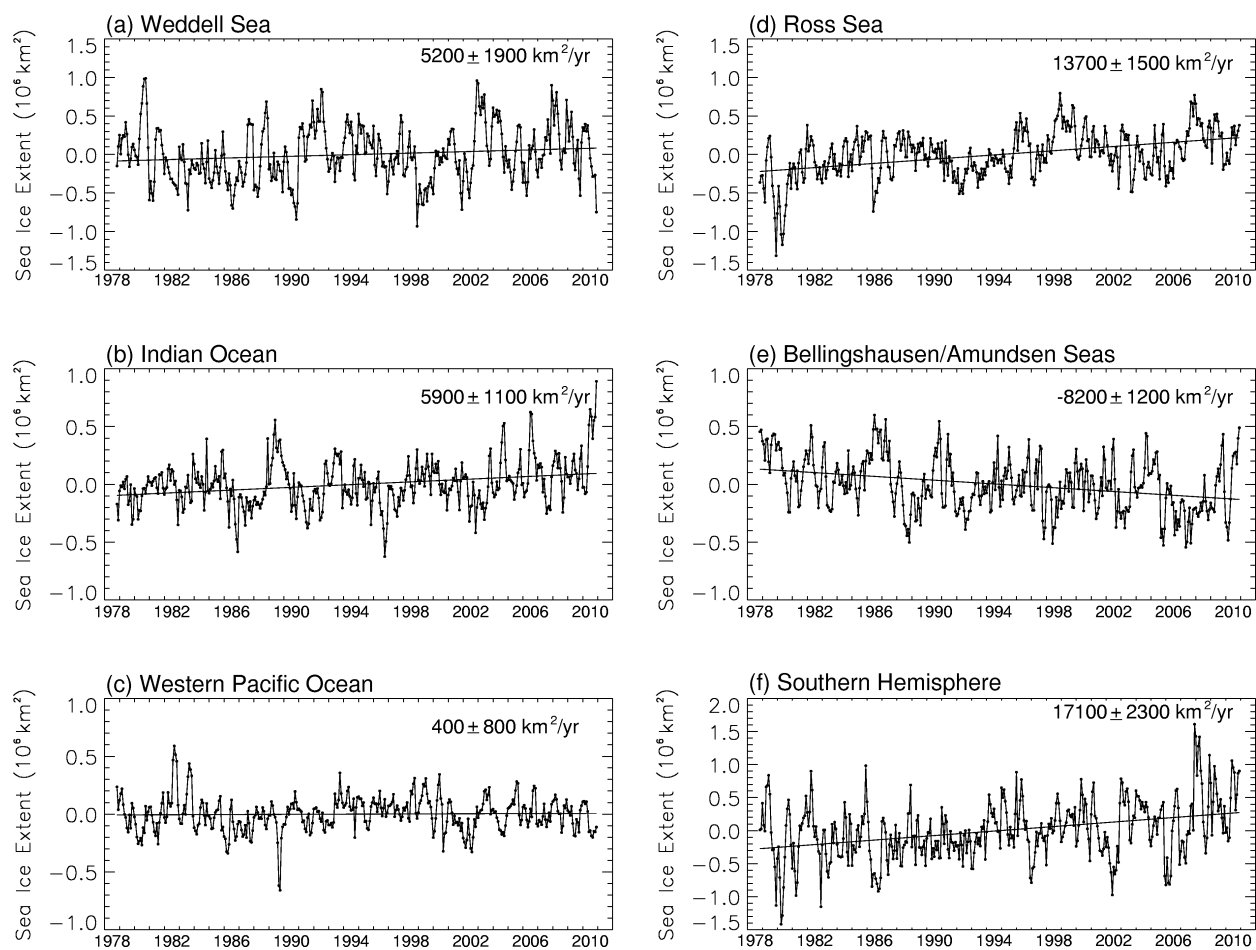 (a) Weddell Sea
5200 ± 1900 km²/yr
Sea Ice Extent (10⁶ km²)
1.5
1.0
0.5
0.0
−0.5
−1.0
−1.5
1978 1982 1986 1990 1994 1998 2002 2006 2010
(d) Ross Sea
13700 ± 1500 km²/yr
Sea Ice Extent (10⁶ km²)
1.5
1.0
0.5
0.0
−0.5
−1.0
−1.5
1978 1982 1986 1990 1994 1998 2002 2006 2010
(b) Indian Ocean
5900 ± 1100 km²/yr
Sea Ice Extent (10⁶ km²)
1.0
0.5
0.0
−0.5
−1.0
1978 1982 1986 1990 1994 1998 2002 2006 2010
(e) Bellingshausen/Amundsen Seas
-8200 ± 1200 km²/yr
Sea Ice Extent (10⁶ km²)
1.0
0.5
0.0
−0.5
−1.0
1978 1982 1986 1990 1994 1998 2002 2006 2010
(c) Western Pacific Ocean
400 ± 800 km²/yr
Sea Ice Extent (10⁶ km²)
1.0
0.5
0.0
−0.5
−1.0
1978 1982 1986 1990 1994 1998 2002 2006 2010
(f) Southern Hemisphere
17100 ± 2300 km²/yr
Sea Ice Extent (10⁶ km²)
2.0
1.5
1.0
0.5
0.0
−0.5
−1.0
−1.5
1978 1982 1986 1990 1994 1998 2002 2006 2010